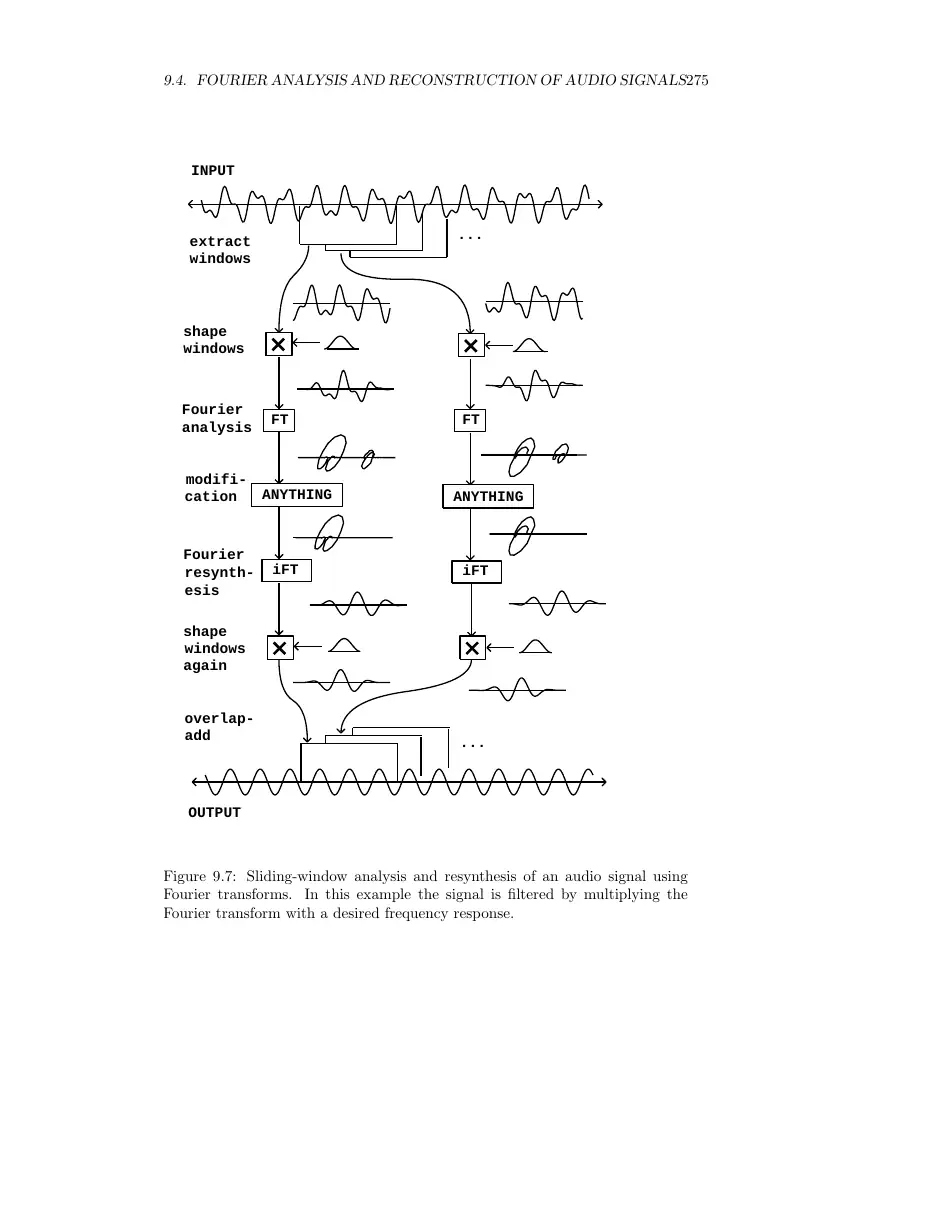 9.4. FOURIER ANALYSIS AND RECONSTRUCTION OF AUDIO SIGNALS275
INPUT
...
extract
windows
shape
windows
Fourier
analysis
FT
FT
modifi-
cation
ANYTHING
ANYTHING
Fourier
resynth-
esis
iFT
iFT
shape
windows
again
overlap-
add
...
OUTPUT
Figure 9.7: Sliding-window analysis and resynthesis of an audio signal using
Fourier transforms. In this example the signal is filtered by multiplying the
Fourier transform with a desired frequency response.